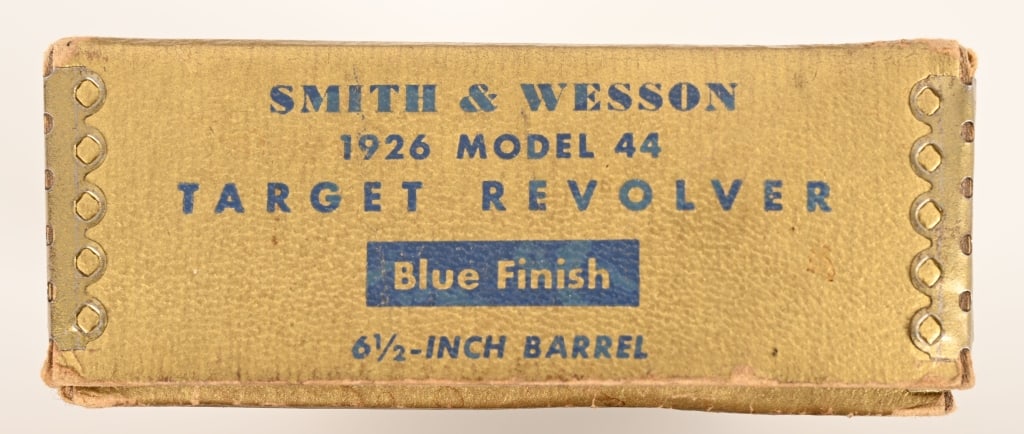 SMITH & WESSON
1926 MODEL 44
TARGET REVOLVER
Blue Finish
6½-INCH BARREL